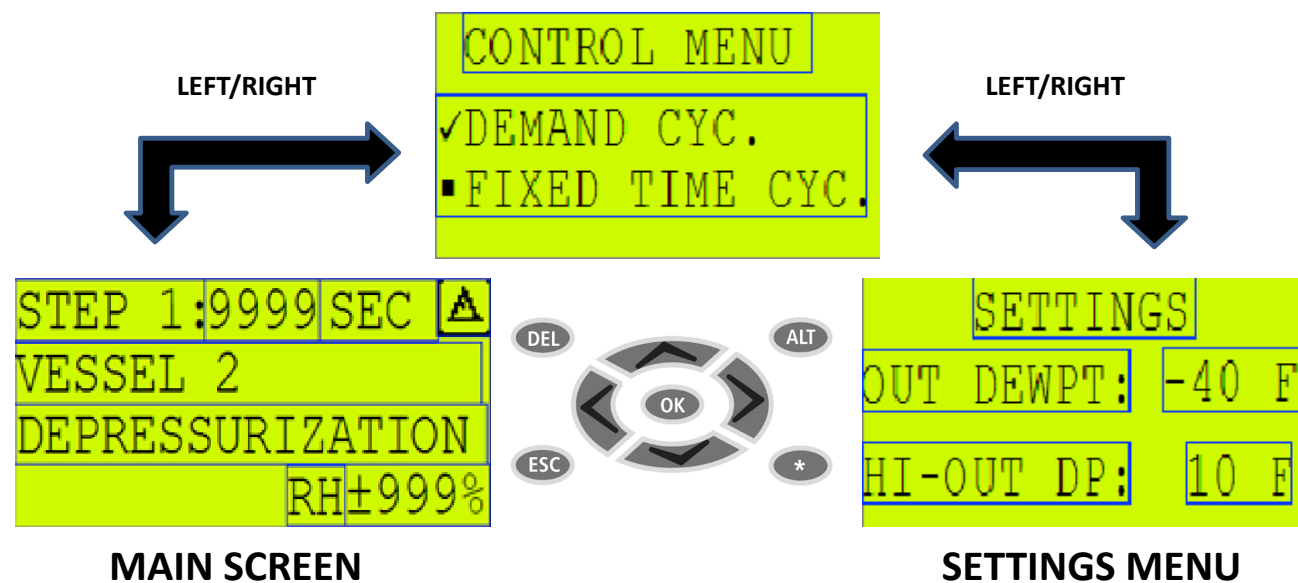 CONTROL MENU
LEFT/RIGHT
LEFT/RIGHT
✓DEMAND CYC.
▪FIXED TIME CYC.
STEP 1:9999 SEC
VESSEL 2
DEPRESSURIZATION
RH±999%
DEL
ALT
OK
ESC
*
SETTINGS
OUT DEWPT: -40 F
HI-OUT DP: 10 F
MAIN SCREEN
SETTINGS MENU